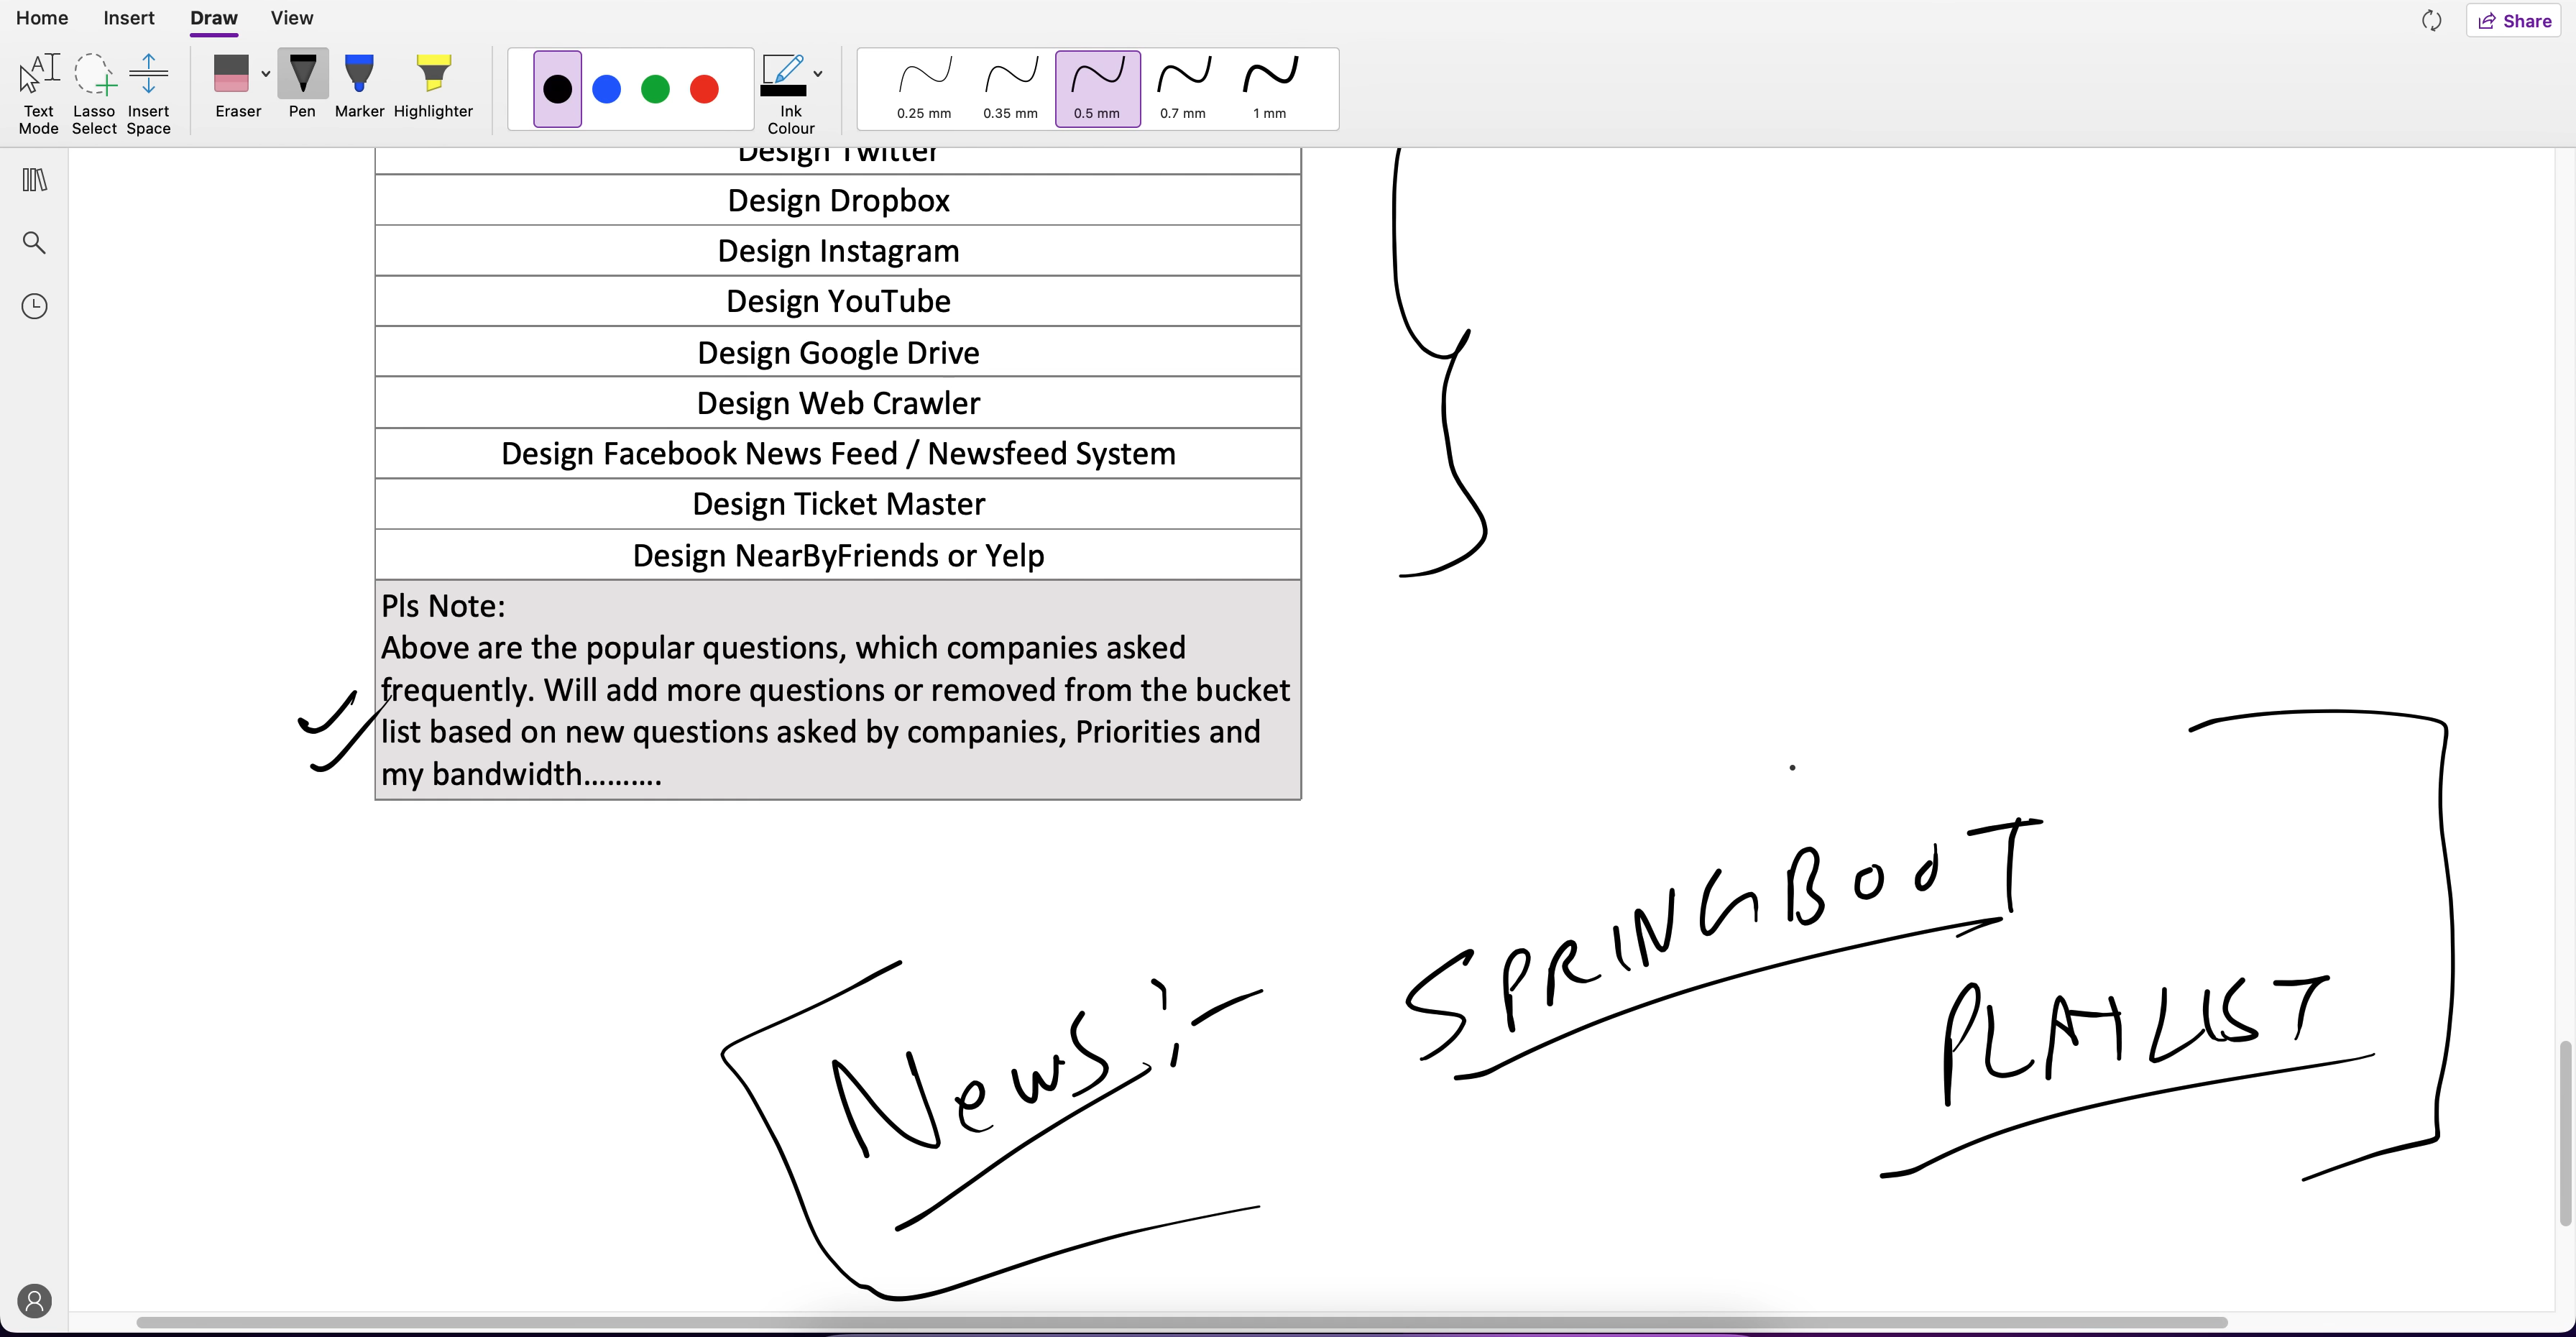 Home Insert Draw View
Share
Text Mode
Lasso Select
Insert Space
Eraser
Pen
Marker
Highlighter
Ink Colour
0.25 mm
0.35 mm
0.5 mm
0.7 mm
1 mm
Design Twitter
Design Dropbox
Design Instagram
Design YouTube
Design Google Drive
Design Web Crawler
Design Facebook News Feed / Newsfeed System
Design Ticket Master
Design NearByFriends or Yelp
Pls Note:
Above are the popular questions, which companies asked
frequently. Will add more questions or removed from the bucket
list based on new questions asked by companies, Priorities and
my bandwidth..........
News:- SPRINGBOOT
PLAYLIST